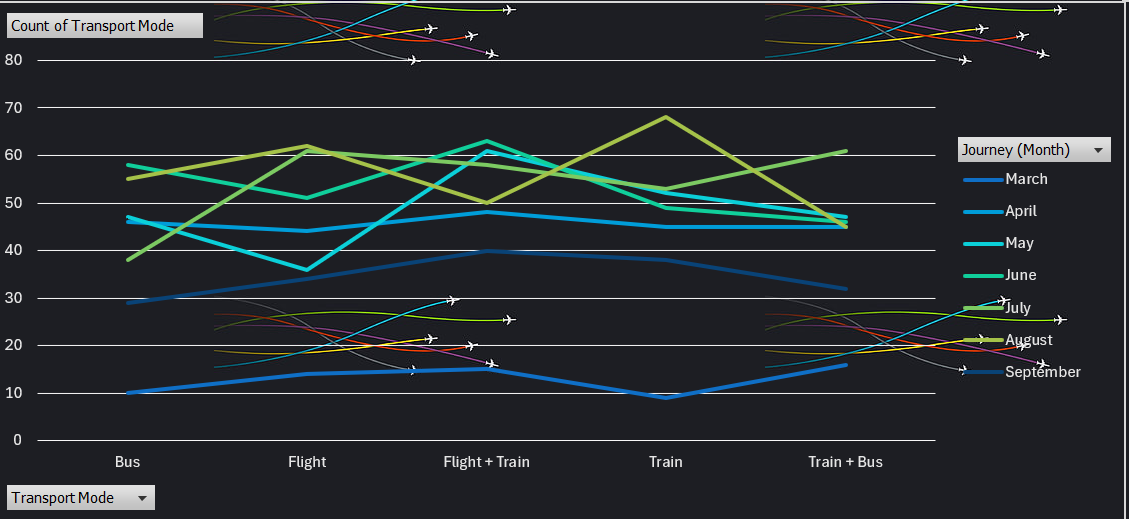 Count of Transport Mode
80
70
60
50
40
30
20
10
0
Bus Flight Flight + Train Train Train + Bus
Transport Mode
Journey (Month)
March
April
May
June
July
August
September